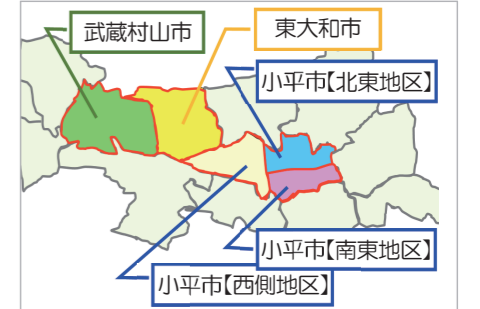 武蔵村山市
東大和市
小平市【北東地区】
小平市【南東地区】
小平市【西側地区】